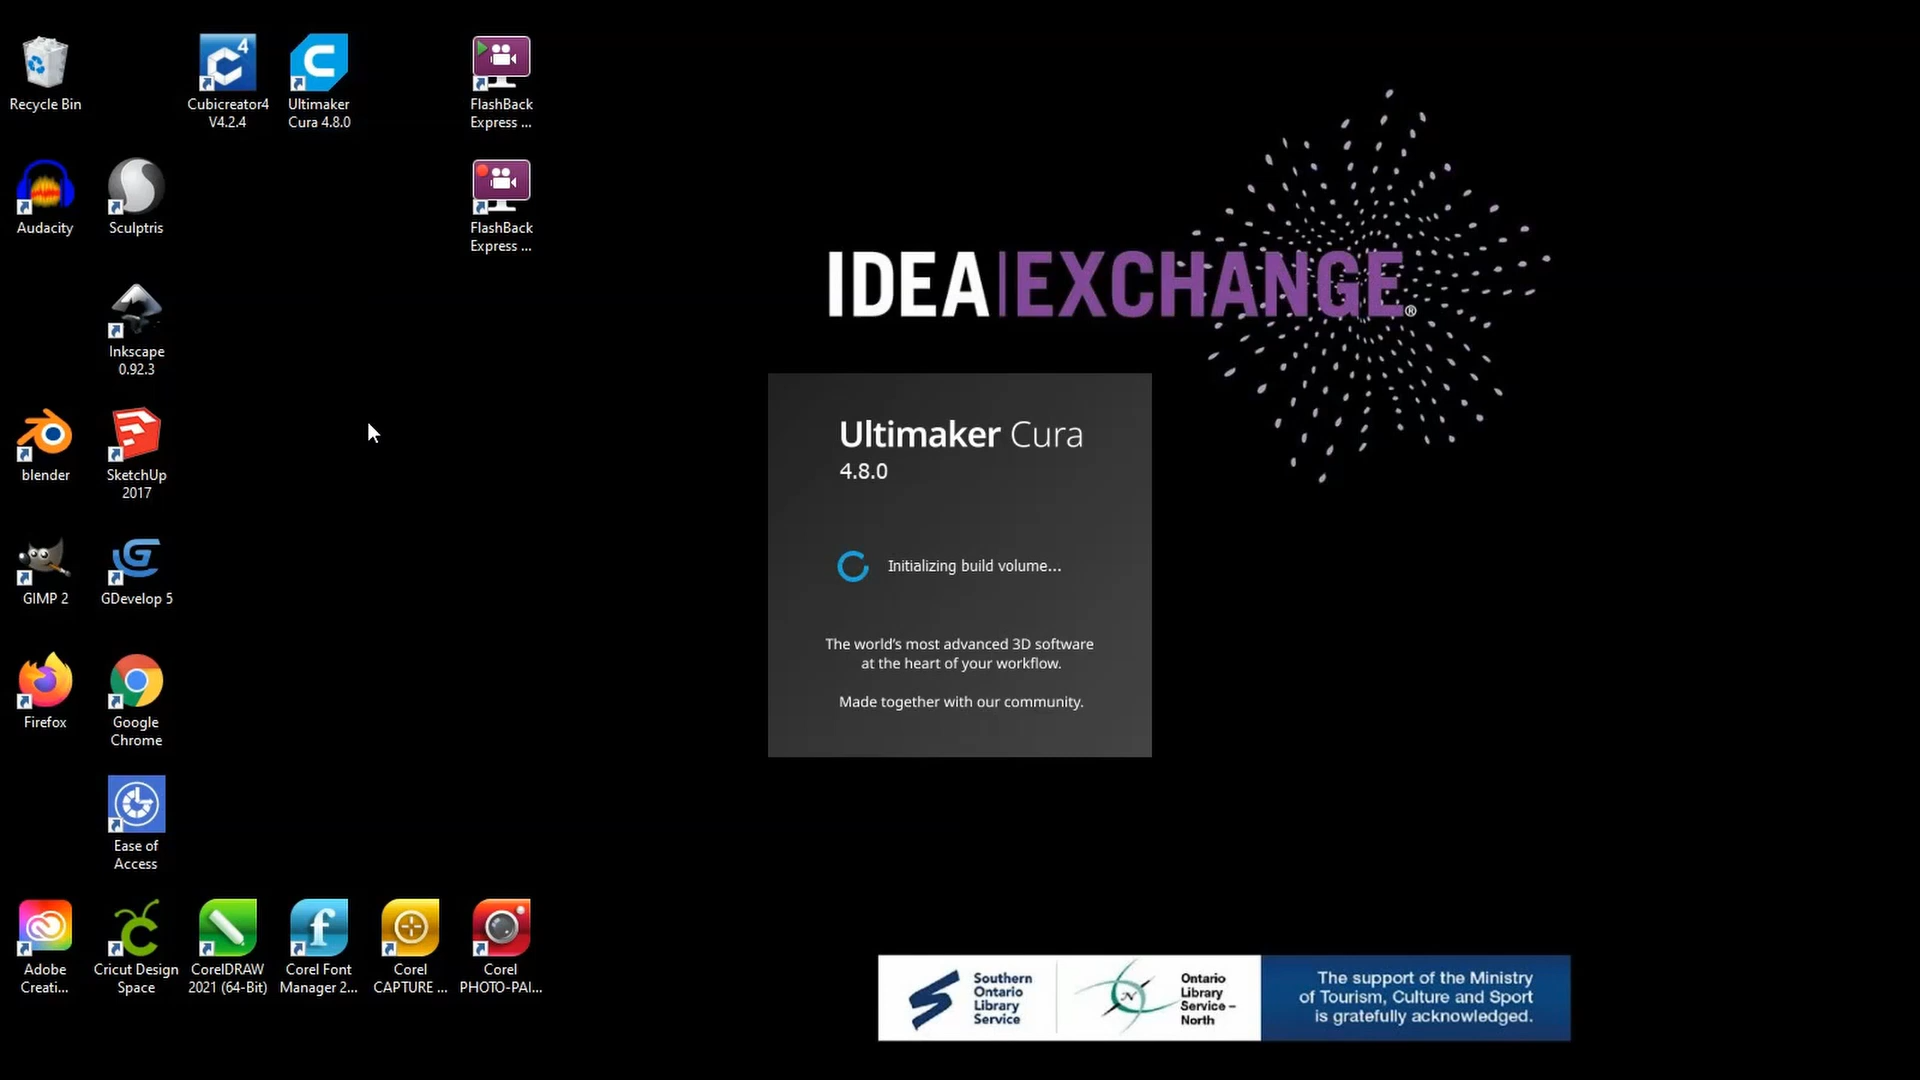 Recycle Bin
Cubicreator4
V4.2.4
Ultimaker
Cura 4.8.0
FlashBack
Express ...
Audacity
Sculptris
FlashBack
Express ...
Inkscape
0.92.3
blender
SketchUp
2017
GIMP 2
GDevelop 5
Firefox
Google
Chrome
Ease of
Access
Adobe
Creati...
Cricut Design
Space
CorelDRAW
2021 (64-Bit)
Corel Font
Manager 2...
Corel
CAPTURE ...
Corel
PHOTO-PAI...
IDEA|EXCHANGE®
Ultimaker Cura
4.8.0
Initializing build volume...
The world's most advanced 3D software
at the heart of your workflow.
Made together with our community.
Southern
Ontario
Library
Service
N
Ontario
Library
Service –
North
The support of the Ministry
of Tourism, Culture and Sport
is gratefully acknowledged.